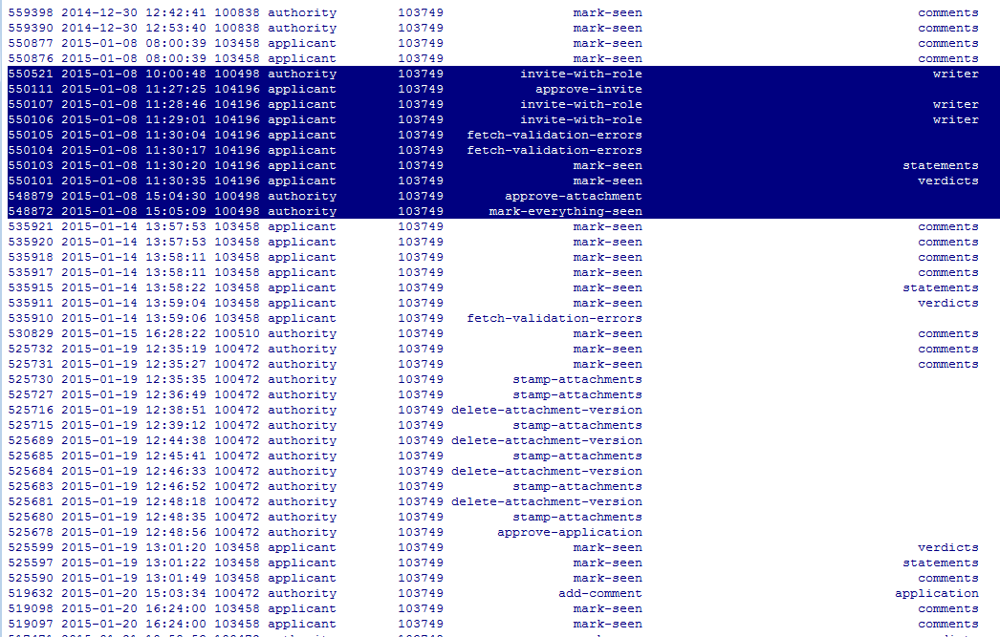 559398 2014-12-30 12:42:41 100838 authority 103749 mark-seen comments
559390 2014-12-30 12:53:40 100838 authority 103749 mark-seen comments
550877 2015-01-08 08:00:39 103458 applicant 103749 mark-seen comments
550876 2015-01-08 08:00:39 103458 applicant 103749 mark-seen comments
550521 2015-01-08 10:00:48 100498 authority 103749 invite-with-role writer
550111 2015-01-08 11:27:25 104196 applicant 103749 approve-invite
550107 2015-01-08 11:28:46 104196 applicant 103749 invite-with-role writer
550106 2015-01-08 11:29:01 104196 applicant 103749 invite-with-role writer
550105 2015-01-08 11:30:04 104196 applicant 103749 fetch-validation-errors
550104 2015-01-08 11:30:17 104196 applicant 103749 fetch-validation-errors
550103 2015-01-08 11:30:20 104196 applicant 103749 mark-seen statements
550101 2015-01-08 11:30:35 104196 applicant 103749 mark-seen verdicts
548879 2015-01-08 15:04:30 100498 authority 103749 approve-attachment
548872 2015-01-08 15:05:09 100498 authority 103749 mark-everything-seen
535921 2015-01-14 13:57:53 103458 applicant 103749 mark-seen comments
535920 2015-01-14 13:57:53 103458 applicant 103749 mark-seen comments
535918 2015-01-14 13:58:11 103458 applicant 103749 mark-seen comments
535917 2015-01-14 13:58:11 103458 applicant 103749 mark-seen comments
535915 2015-01-14 13:58:22 103458 applicant 103749 mark-seen statements
535911 2015-01-14 13:59:04 103458 applicant 103749 mark-seen verdicts
535910 2015-01-14 13:59:06 103458 applicant 103749 fetch-validation-errors
530829 2015-01-15 16:28:22 100510 authority 103749 mark-seen comments
525732 2015-01-19 12:35:19 100472 authority 103749 mark-seen comments
525731 2015-01-19 12:35:27 100472 authority 103749 mark-seen comments
525730 2015-01-19 12:35:35 100472 authority 103749 stamp-attachments
525727 2015-01-19 12:36:49 100472 authority 103749 stamp-attachments
525716 2015-01-19 12:38:51 100472 authority 103749 delete-attachment-version
525715 2015-01-19 12:39:12 100472 authority 103749 stamp-attachments
525689 2015-01-19 12:44:38 100472 authority 103749 delete-attachment-version
525685 2015-01-19 12:45:41 100472 authority 103749 stamp-attachments
525684 2015-01-19 12:46:33 100472 authority 103749 delete-attachment-version
525683 2015-01-19 12:46:52 100472 authority 103749 stamp-attachments
525681 2015-01-19 12:48:18 100472 authority 103749 delete-attachment-version
525680 2015-01-19 12:48:35 100472 authority 103749 stamp-attachments
525678 2015-01-19 12:48:56 100472 authority 103749 approve-application
525599 2015-01-19 13:01:20 103458 applicant 103749 mark-seen verdicts
525597 2015-01-19 13:01:22 103458 applicant 103749 mark-seen statements
525590 2015-01-19 13:01:49 103458 applicant 103749 mark-seen comments
519632 2015-01-20 15:03:34 100472 authority 103749 add-comment application
519098 2015-01-20 16:24:00 103458 applicant 103749 mark-seen comments
519097 2015-01-20 16:24:00 103458 applicant 103749 mark-seen comments